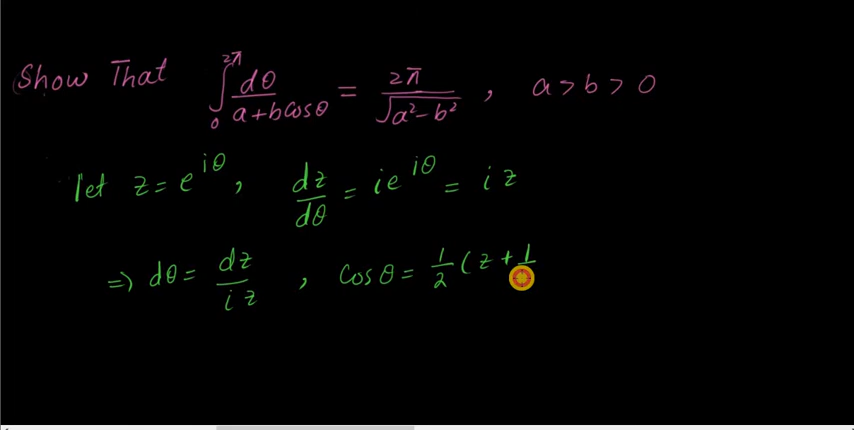 Show That ∫₀^{2π} dθ/(a+bcosθ) = 2π/√(a²-b²) , a>b>0
let z=e^{iθ}, dz/dθ = ie^{iθ} = iz
⇒ dθ = dz/iz , cosθ = 1/2 (z+1